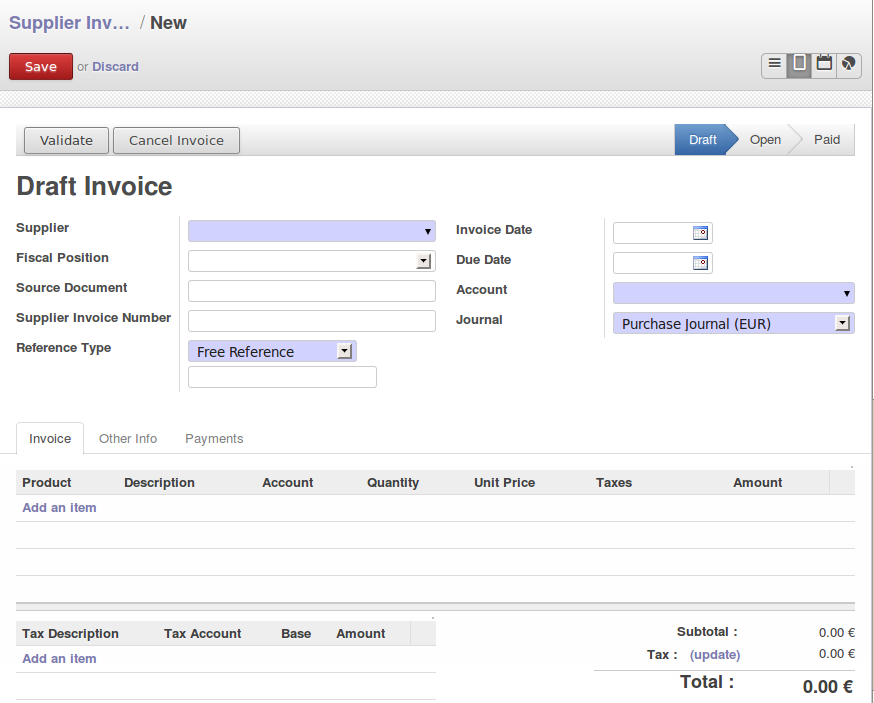 Supplier Inv... / New
Save or Discard
Validate Cancel Invoice Draft Open Paid
Draft Invoice
Supplier
Fiscal Position
Source Document
Supplier Invoice Number
Reference Type Free Reference
Invoice Date
Due Date
Account
Journal Purchase Journal (EUR)
Invoice Other Info Payments
Product Description Account Quantity Unit Price Taxes Amount
Add an item
Tax Description Tax Account Base Amount
Add an item
Subtotal : 0.00 €
Tax : (update) 0.00 €
Total : 0.00 €